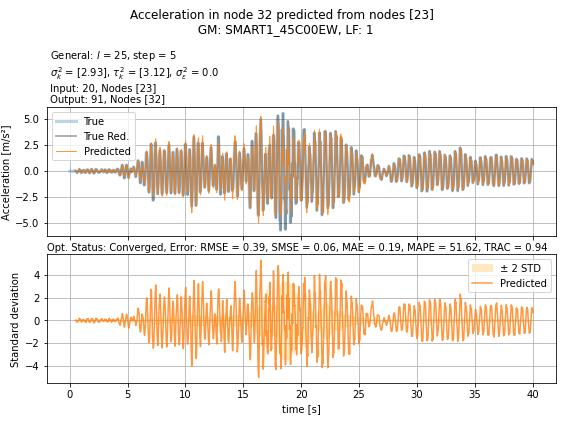 Acceleration in node 32 predicted from nodes [23]
GM: SMART1_45C00EW, LF: 1
General: l = 25, step = 5
σ²ₖ = [2.93], τ²ₖ = [3.12], σ²ε = 0.0
Input: 20, Nodes [23]
Output: 91, Nodes [32]
Acceleration [m/s²]
5.0
2.5
0.0
−2.5
−5.0
True
True Red.
Predicted
Opt. Status: Converged, Error: RMSE = 0.39, SMSE = 0.06, MAE = 0.19, MAPE = 51.62, TRAC = 0.94
Standard deviation
4
2
0
−2
−4
± 2 STD
Predicted
0 5 10 15 20 25 30 35 40
time [s]